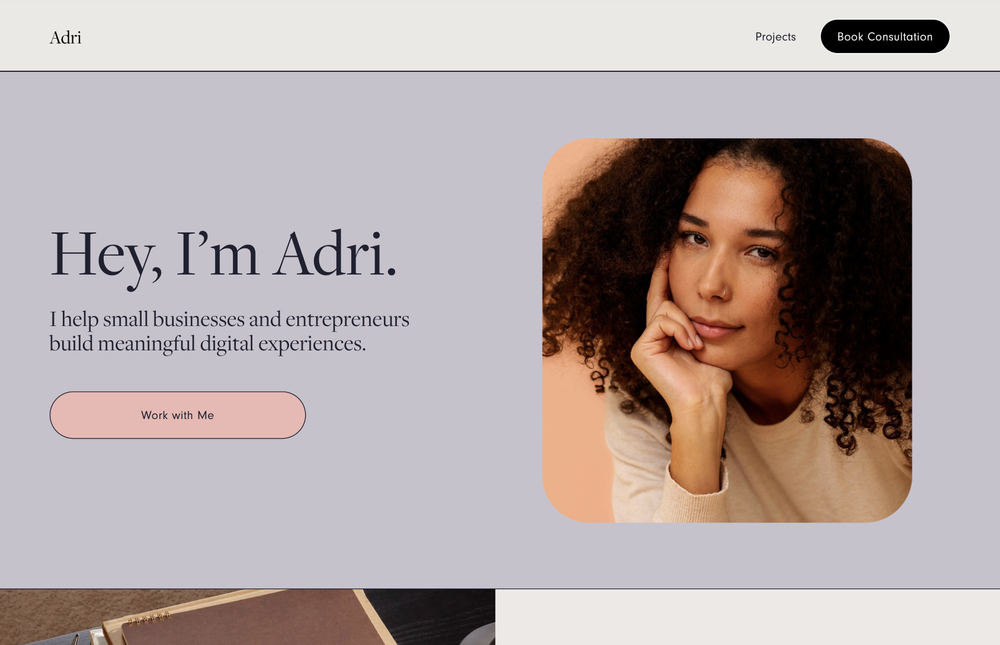 Adri
Projects
Book Consultation
Hey, I’m Adri.
I help small businesses and entrepreneurs
build meaningful digital experiences.
Work with Me